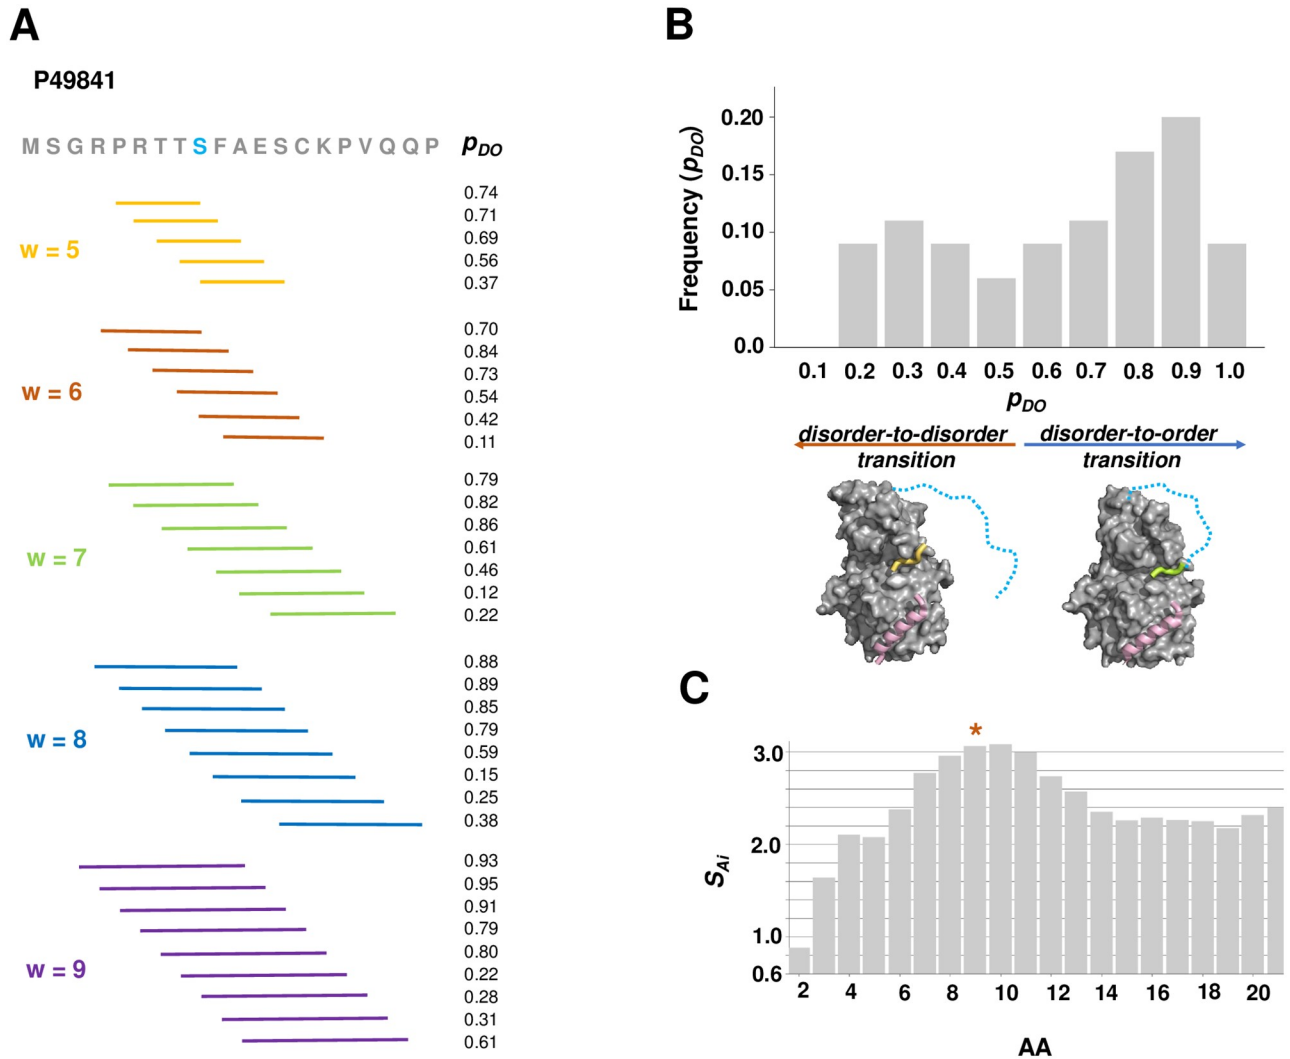 A
P49841
MSGRPRTTSFAESCKPVQQP
pDO
w = 5
0.74
0.71
0.69
0.56
0.37
w = 6
0.70
0.84
0.73
0.54
0.42
0.11
w = 7
0.79
0.82
0.86
0.61
0.46
0.12
0.22
w = 8
0.88
0.89
0.85
0.79
0.59
0.15
0.25
0.38
w = 9
0.93
0.95
0.91
0.79
0.80
0.22
0.28
0.31
0.61
B
Frequency (pDO)
0.20
0.15
0.10
0.05
0.0
0.1 0.2 0.3 0.4 0.5 0.6 0.7 0.8 0.9 1.0
pDO
disorder-to-disorder
transition
disorder-to-order
transition
C
*
SAi
3.0
2.0
1.0
0.6
2 4 6 8 10 12 14 16 18 20
AA